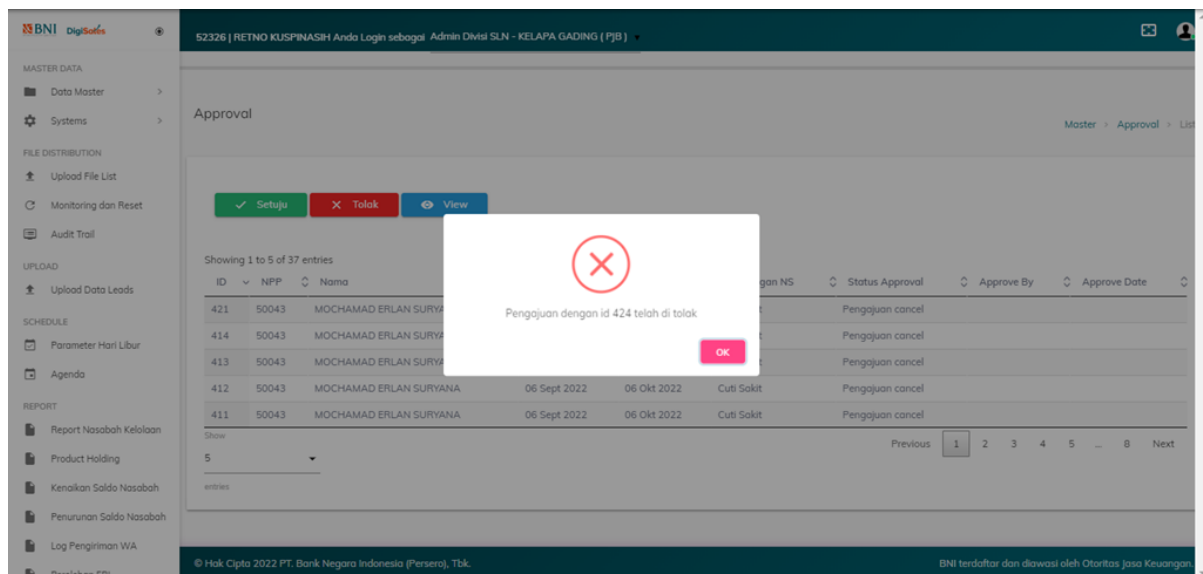 BNI DigiSales
52326 | RETNO KUSPINASIH Anda Login sebagai Admin Divisi SLN - KELAPA GADING ( PJB )
MASTER DATA
Data Master
Systems
FILE DISTRIBUTION
Upload File List
Monitoring dan Reset
Audit Trail
UPLOAD
Upload Data Leads
SCHEDULE
Parameter Hari Libur
Agenda
REPORT
Report Nasabah Kelolaan
Product Holding
Kenaikan Saldo Nasabah
Penurunan Saldo Nasabah
Log Pengiriman WA
Approval
Master > Approval > List
Setuju Tolak View
Showing 1 to 5 of 37 entries
ID NPP Nama NS Status Approval Approve By Approve Date
421 50043 MOCHAMAD ERLAN Pengajuan cancel
414 50043 MOCHAMAD ERLAN Pengajuan cancel
413 50043 MOCHAMAD ERLAN Pengajuan cancel
412 50043 MOCHAMAD ERLAN SURYANA 06 Sept 2022 06 Okt 2022 Cuti Sakit Pengajuan cancel
411 50043 MOCHAMAD ERLAN SURYANA 06 Sept 2022 06 Okt 2022 Cuti Sakit Pengajuan cancel
Pengajuan dengan id 424 telah di tolak
OK
Show
5
entries
Previous 1 2 3 4 5 ... 8 Next
© Hak Cipta 2022 PT. Bank Negara Indonesia (Persero), Tbk.
BNI terdaftar dan diawasi oleh Otoritas Jasa Keuangan.